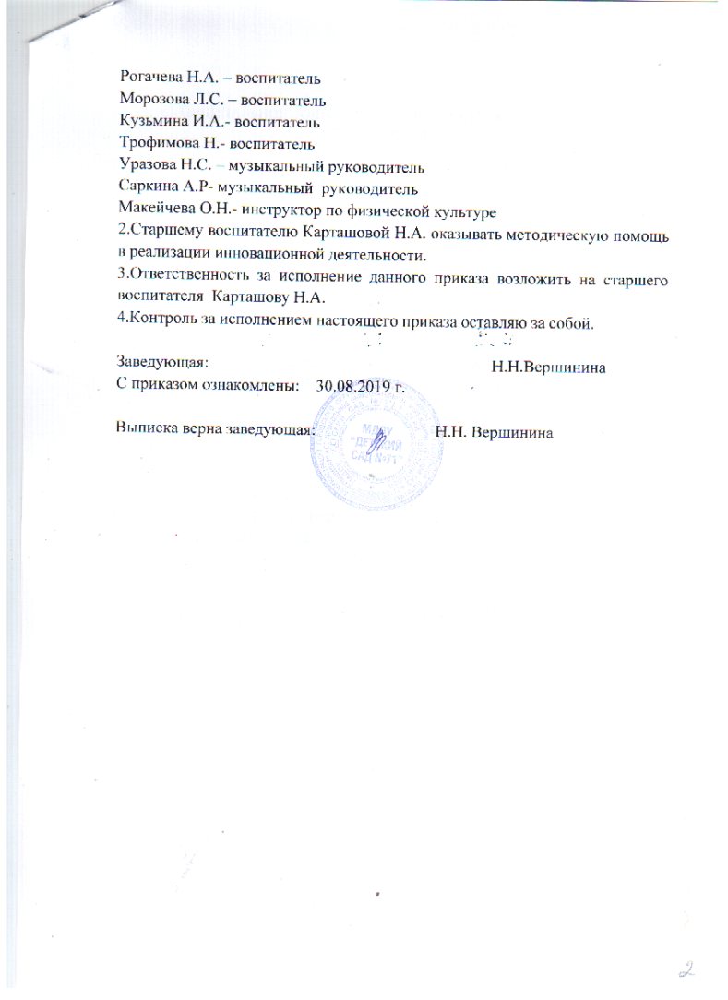 Рогачева Н.А. – воспитатель
Морозова Л.С. – воспитатель
Кузьмина И.А.- воспитатель
Трофимова Н.- воспитатель
Уразова Н.С. – музыкальный руководитель
Саркина А.Р- музыкальный  руководитель
Макейчева О.Н.- инструктор по физической культуре
2.Старшему воспитателю Карташовой Н.А. оказывать методическую помощь
в реализации инновационной деятельности.
3.Ответственность за исполнение данного приказа возложить на старшего
воспитателя  Карташову Н.А.
4.Контроль за исполнением настоящего приказа оставляю за собой.
Заведующая: Н.Н.Вершинина
С приказом ознакомлены: 30.08.2019 г.
Выписка верна заведующая: Н.Н. Вершинина
МДОУ
"ДЕТСКИЙ
САД №71"
2